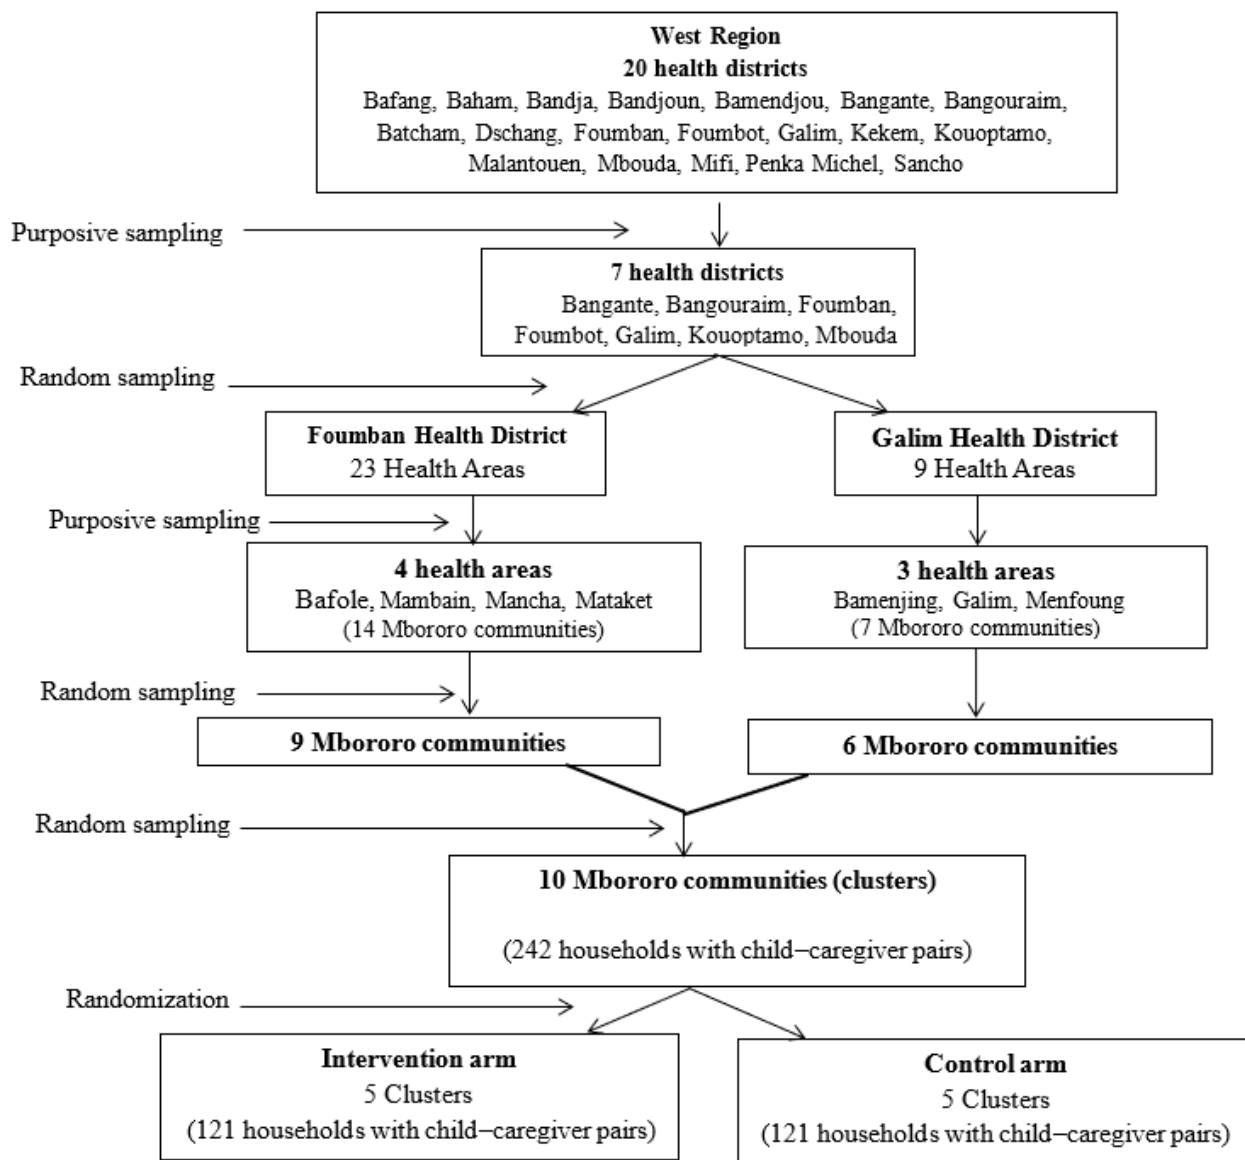 West Region
20 health districts
Bafang, Baham, Bandja, Bandjoun, Bamendjou, Bangante, Bangouraim,
Batcham, Dschang, Foumban, Foumbot, Galim, Kekem, Kouoptamo,
Malantouen, Mbouda, Mifi, Penka Michel, Sancho
Purposive sampling
7 health districts
Bangante, Bangouraim, Foumban,
Foumbot, Galim, Kouoptamo, Mbouda
Random sampling
Foumban Health District
23 Health Areas
Galim Health District
9 Health Areas
Purposive sampling
4 health areas
Bafole, Mambain, Mancha, Mataket
(14 Mbororo communities)
3 health areas
Bamenjing, Galim, Menfoung
(7 Mbororo communities)
Random sampling
9 Mbororo communities
6 Mbororo communities
Random sampling
10 Mbororo communities (clusters)
(242 households with child–caregiver pairs)
Randomization
Intervention arm
5 Clusters
(121 households with child–caregiver pairs)
Control arm
5 Clusters
(121 households with child–caregiver pairs)